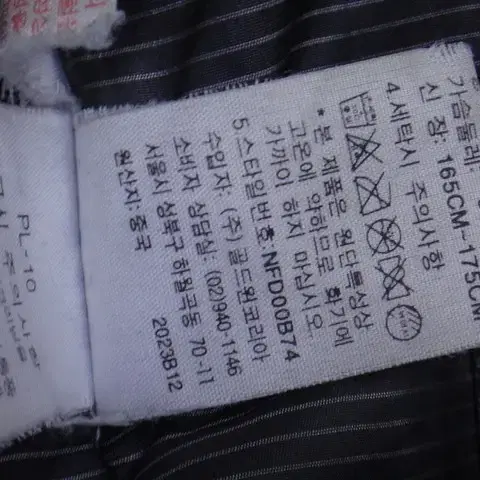 가슴둘레:
신 장: 165CM~175CM
4.세탁시 주의사항
* 본 제품은 원단특성상
고온에 약하므로 화기에
가까이 하지 마십시오.
5.스타일번호:NFD00B74
수입자: (주)골드윈코리아
소비자 상담실: (02)940-1146
서울시 성북구 하월곡동 70-11
원산지:중국 2023B12
PL-10